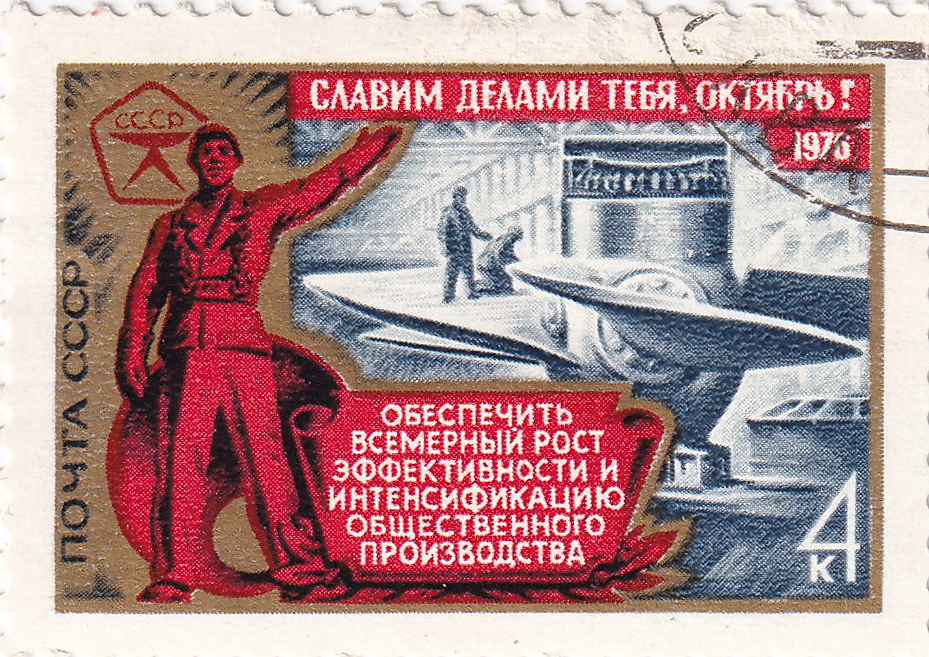 СССР
СЛАВИМ ДЕЛАМИ ТЕБЯ, ОКТЯБРЬ!
1976
ПОЧТА СССР
ОБЕСПЕЧИТЬ
ВСЕМЕРНЫЙ РОСТ
ЭФФЕКТИВНОСТИ И
ИНТЕНСИФИКАЦИЮ
ОБЩЕСТВЕННОГО
ПРОИЗВОДСТВА
4
к